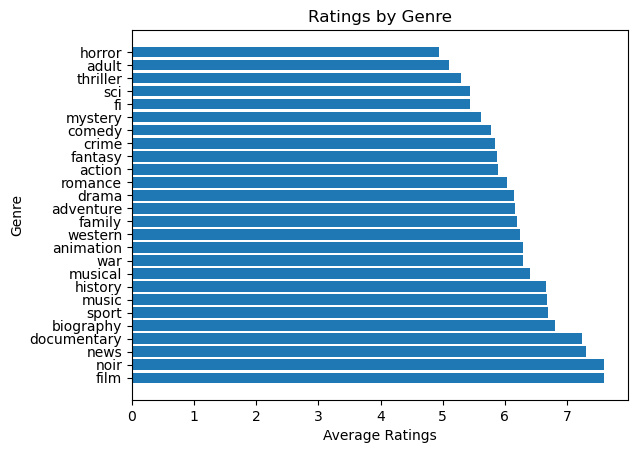 Ratings by Genre
horror
adult
thriller
sci
fi
mystery
comedy
crime
fantasy
action
romance
drama
adventure
family
western
animation
war
musical
history
music
sport
biography
documentary
news
noir
film
Genre
0 1 2 3 4 5 6 7
Average Ratings